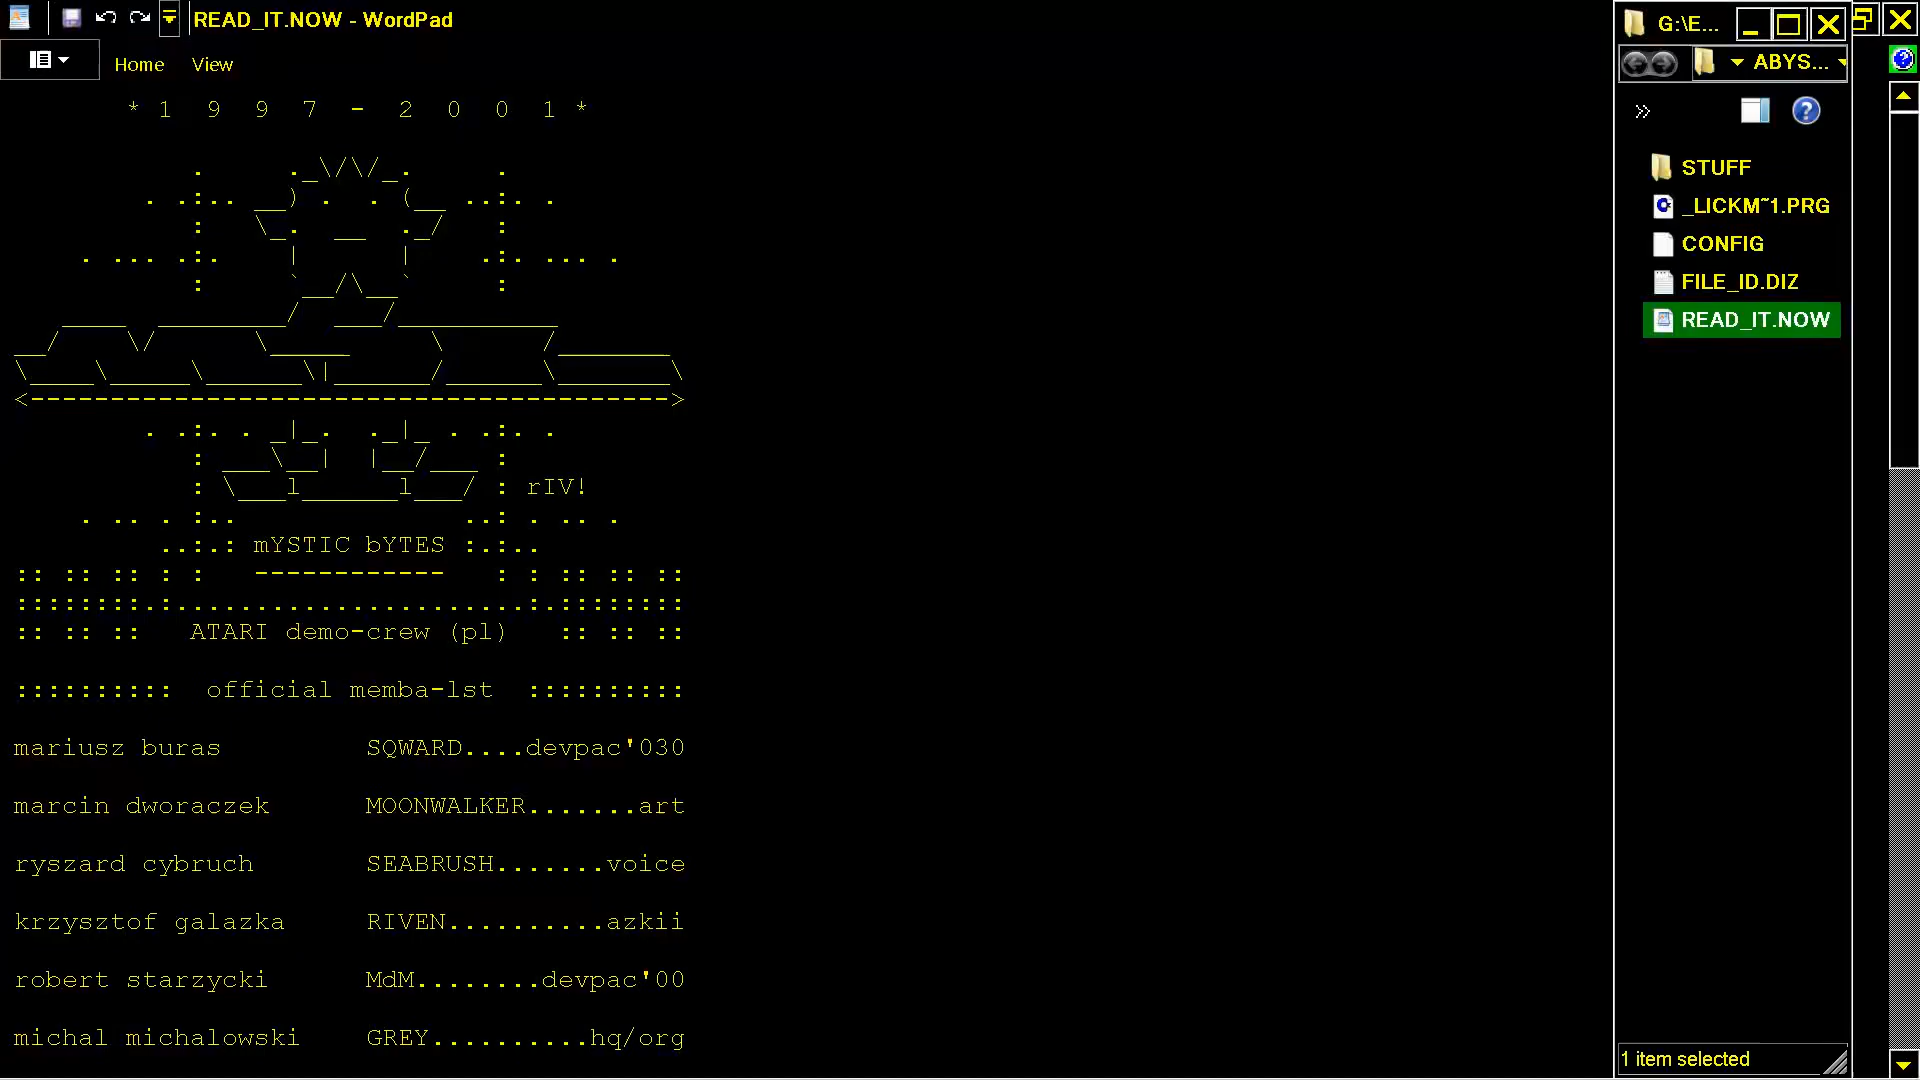 READ_IT.NOW - WordPad
Home View
* 1 9 9 7 - 2 0 0 1 *
rIV!
mYSTIC bYTES
ATARI demo-crew (pl)
:::::::::: official memba-lst ::::::::::
mariusz buras SQWARD....devpac'030
marcin dworaczek MOONWALKER.......art
ryszard cybruch SEABRUSH.......voice
krzysztof galazka RIVEN..........azkii
robert starzycki MdM........devpac'00
michal michalowski GREY..........hq/org
G:\E...
ABYS...
STUFF
_LICKM~1.PRG
CONFIG
FILE_ID.DIZ
READ_IT.NOW
1 item selected